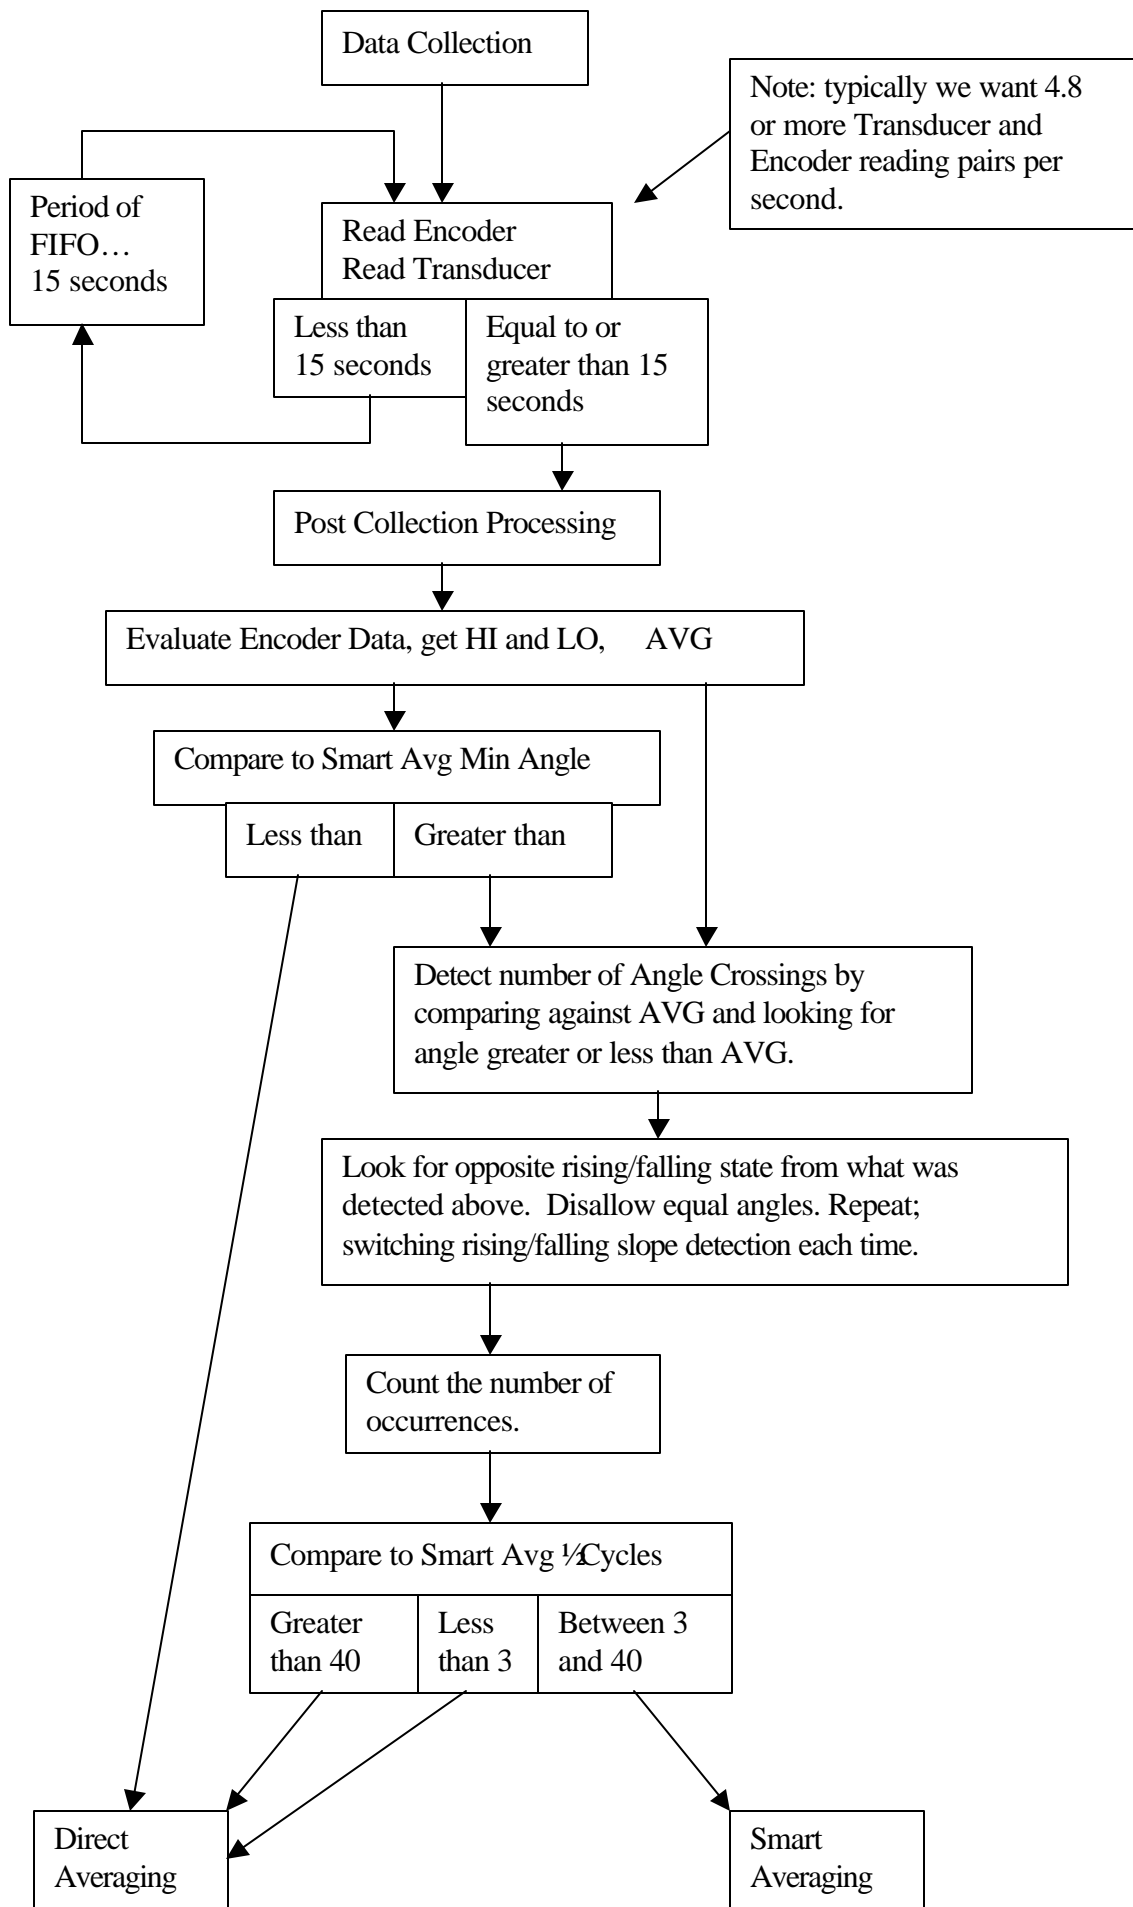 Data Collection
Note: typically we want 4.8
or more Transducer and
Encoder reading pairs per
second.
Period of
FIFO…
15 seconds
Read Encoder
Read Transducer
Less than
15 seconds
Equal to or
greater than 15
seconds
Post Collection Processing
Evaluate Encoder Data, get HI and LO, AVG
Compare to Smart Avg Min Angle
Less than
Greater than
Detect number of Angle Crossings by
comparing against AVG and looking for
angle greater or less than AVG.
Look for opposite rising/falling state from what was
detected above. Disallow equal angles. Repeat;
switching rising/falling slope detection each time.
Count the number of
occurrences.
Compare to Smart Avg ½Cycles
Greater
than 40
Less
than 3
Between 3
and 40
Direct
Averaging
Smart
Averaging